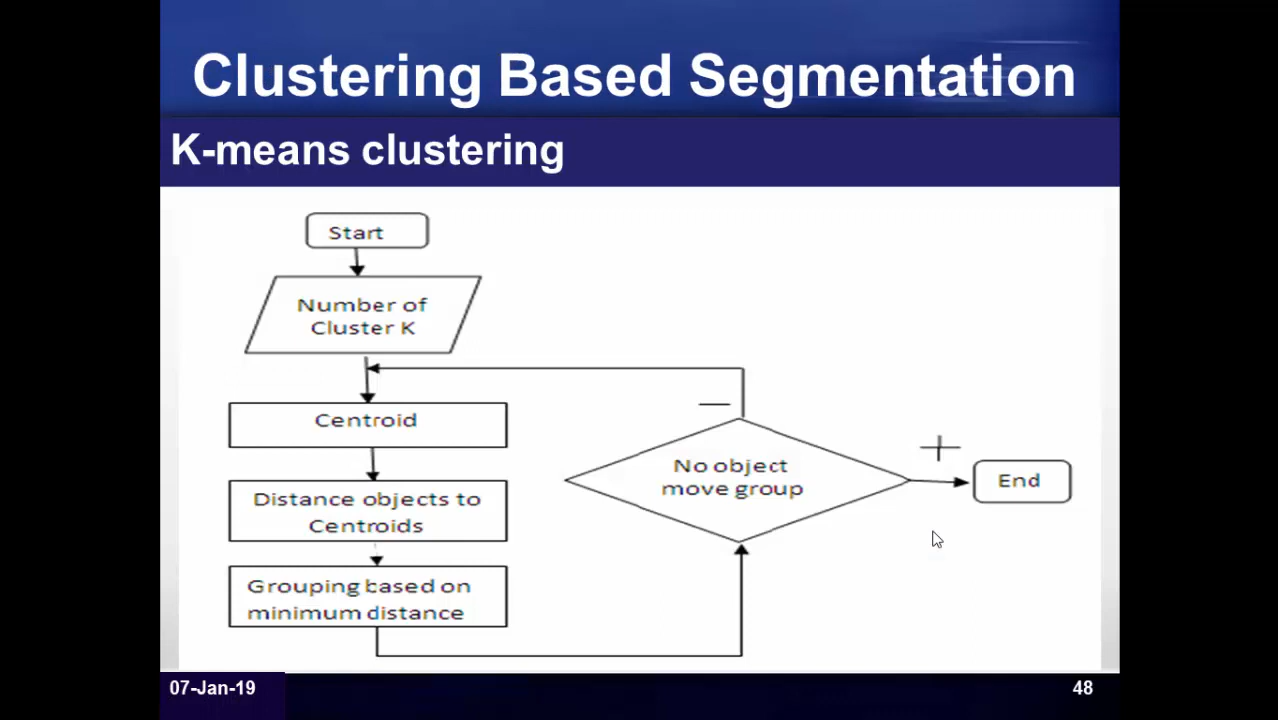 Clustering Based Segmentation
K-means clustering
Start
Number of
Cluster K
Centroid
Distance objects to
Centroids
Grouping based on
minimum distance
No object
move group
—
+
End
07-Jan-19
48